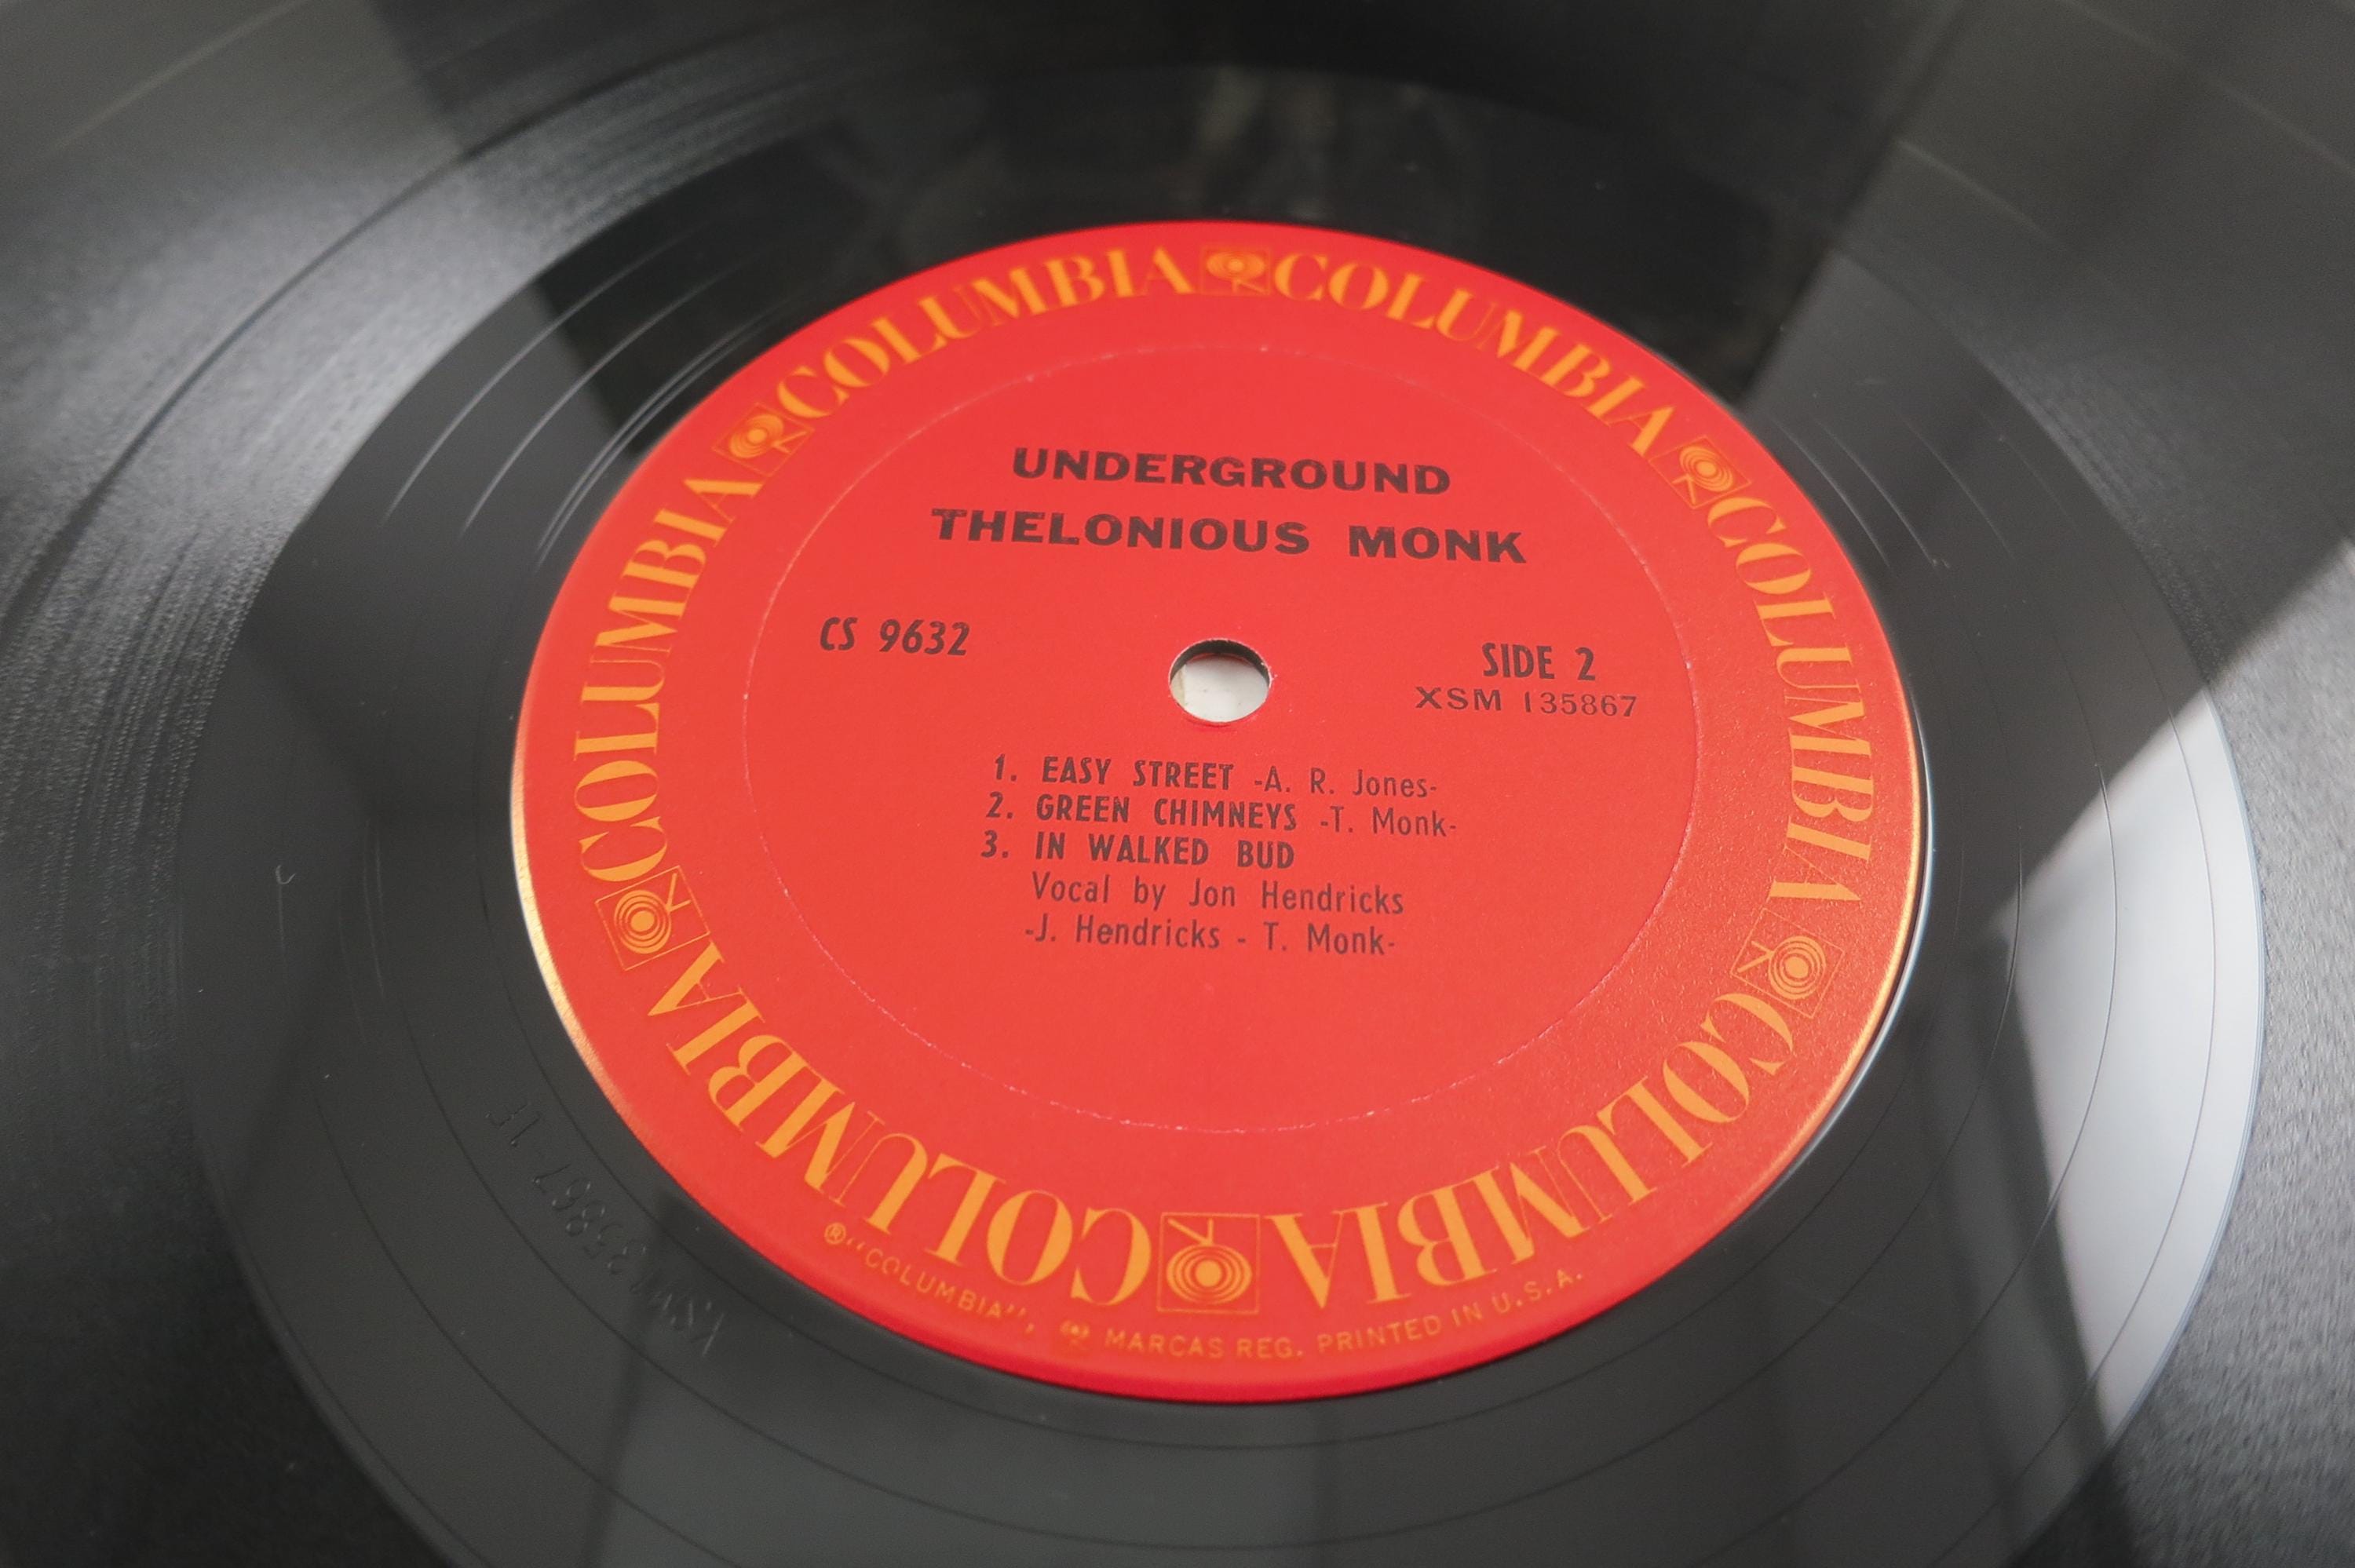 COLUMBIA COLUMBIA COLUMBIA COLUMBIA COLUMBIA COLUMBIA
UNDERGROUND
THELONIOUS MONK
CS 9632
SIDE 2
XSM 135867
1. EASY STREET -A. R. Jones-
2. GREEN CHIMNEYS -T. Monk-
3. IN WALKED BUD
Vocal by Jon Hendricks
-J. Hendricks - T. Monk-
® "COLUMBIA", MARCAS REG. PRINTED IN U.S.A.